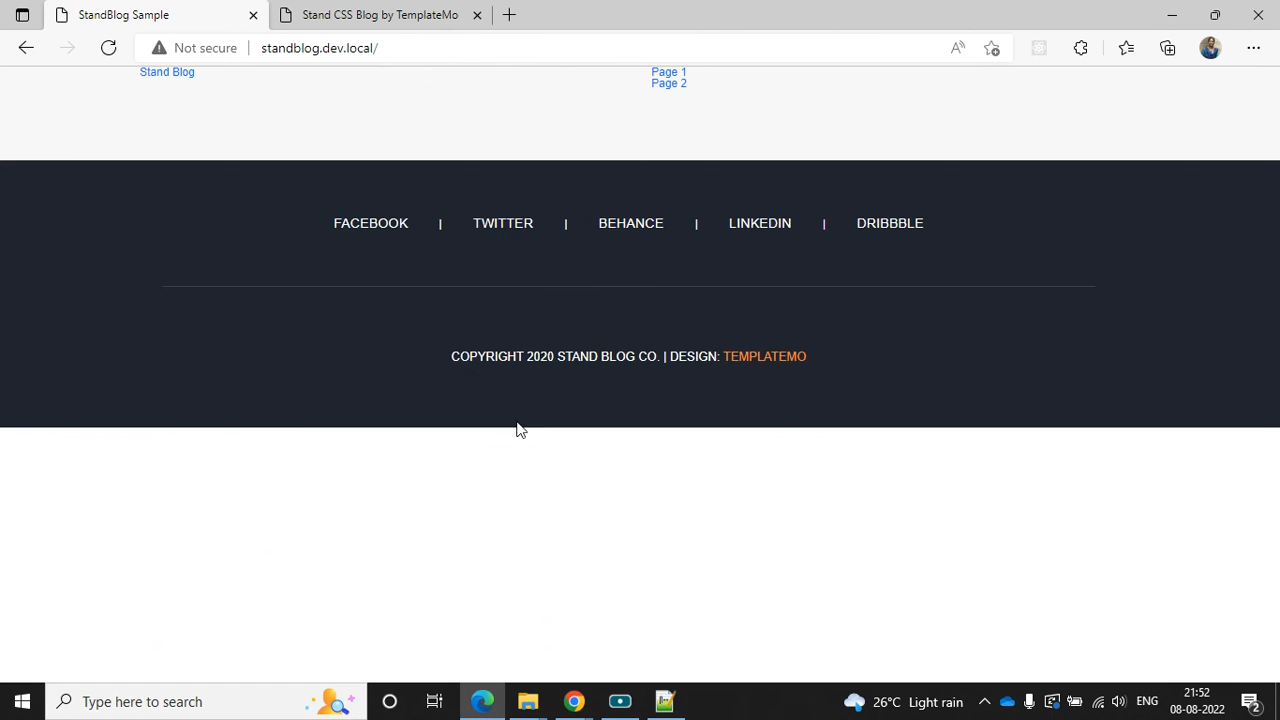 StandBlog Sample
Stand CSS Blog by TemplateMo
Not secure
standblog.dev.local/
Stand Blog
Page 1
Page 2
FACEBOOK | TWITTER | BEHANCE | LINKEDIN | DRIBBBLE
COPYRIGHT 2020 STAND BLOG CO. | DESIGN: TEMPLATEMO
Type here to search
26°C Light rain
ENG
21:52
08-08-2022
2